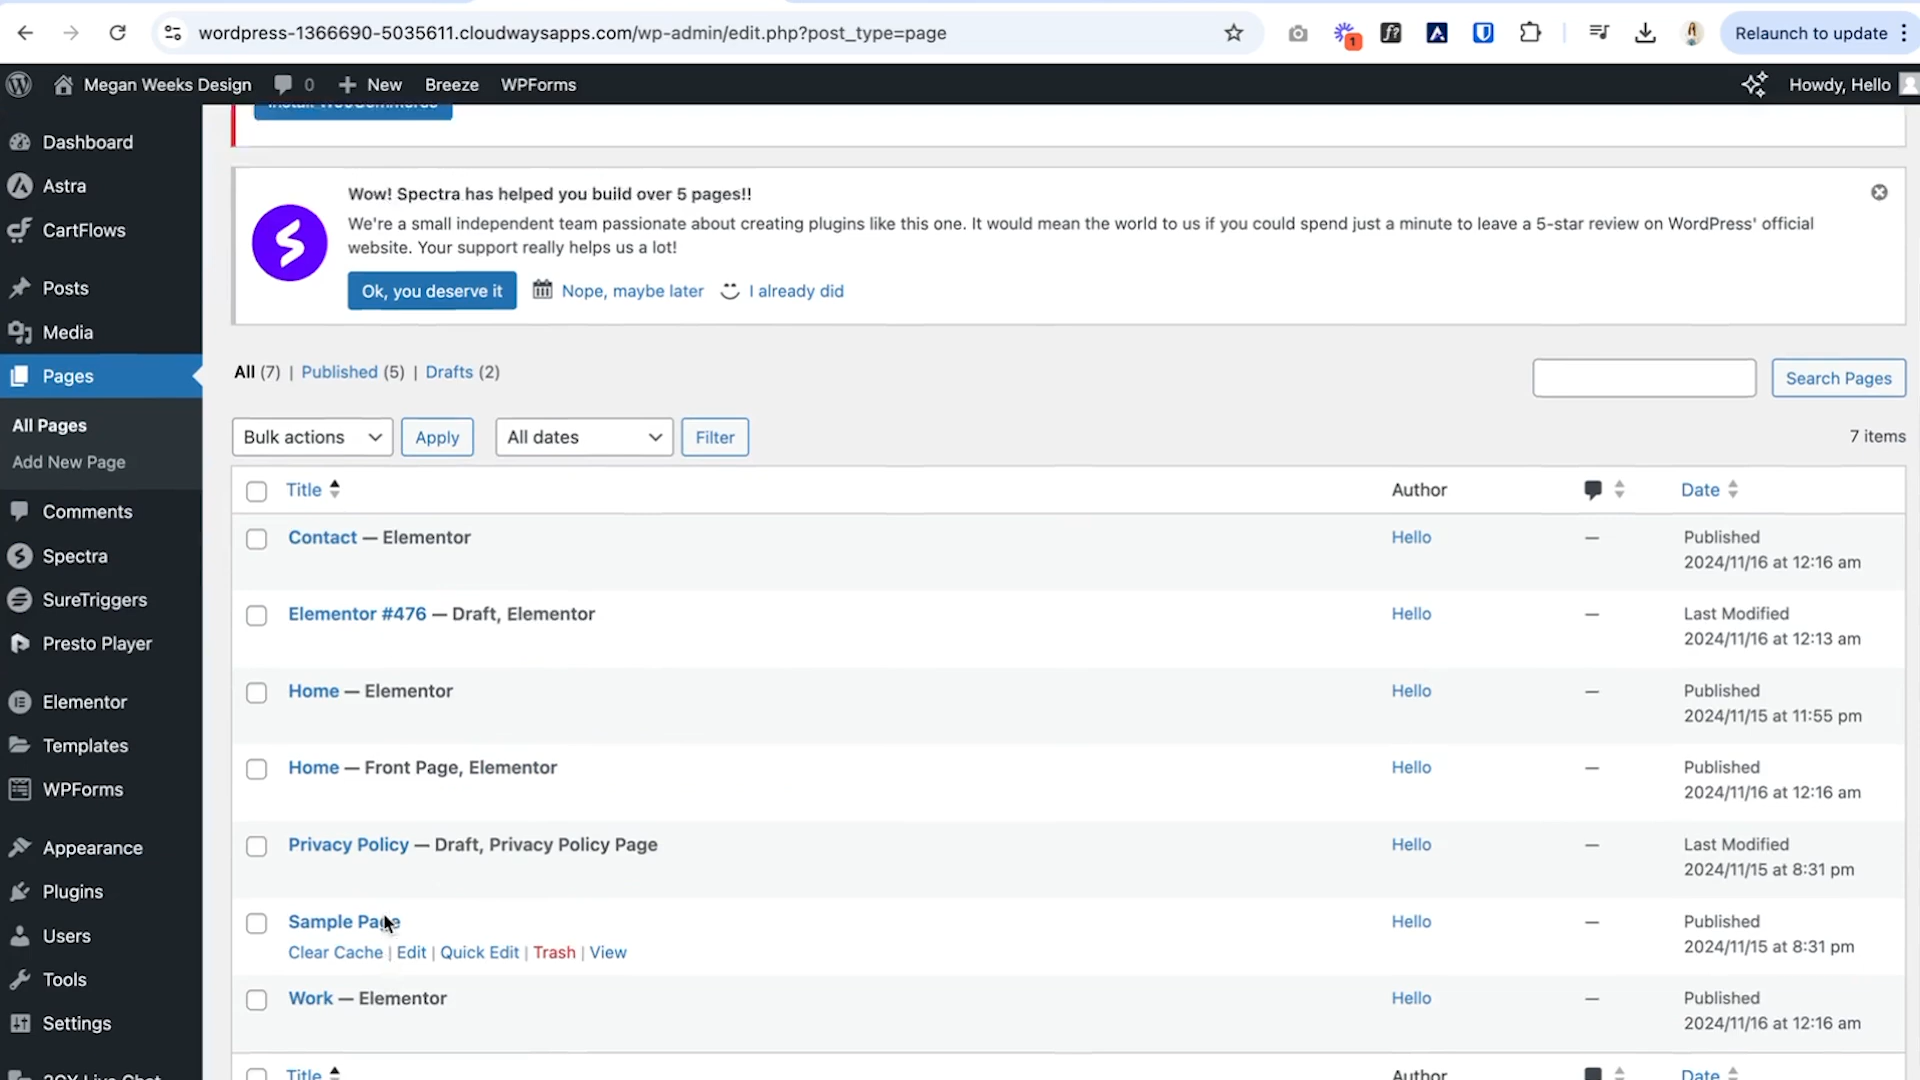 wordpress-1366690-5035611.cloudwaysapps.com/wp-admin/edit.php?post_type=page
1
f?
Relaunch to update
Megan Weeks Design
0
New
Breeze
WPForms
Howdy, Hello
Dashboard
Astra
CartFlows
Posts
Media
Pages
All Pages
Add New Page
Comments
Spectra
SureTriggers
Presto Player
Elementor
Templates
WPForms
Appearance
Plugins
Users
Tools
Settings
Wow! Spectra has helped you build over 5 pages!!
We're a small independent team passionate about creating plugins like this one. It would mean the world to us if you could spend just a minute to leave a 5-star review on WordPress' official
website. Your support really helps us a lot!
Ok, you deserve it
Nope, maybe later
I already did
All (7) | Published (5) | Drafts (2)
Search Pages
Bulk actions
Apply
All dates
Filter
7 items
Title
Author
Date
Contact — Elementor
Hello
—
Published
2024/11/16 at 12:16 am
Elementor #476 — Draft, Elementor
Hello
—
Last Modified
2024/11/16 at 12:13 am
Home — Elementor
Hello
—
Published
2024/11/15 at 11:55 pm
Home — Front Page, Elementor
Hello
—
Published
2024/11/16 at 12:16 am
Privacy Policy — Draft, Privacy Policy Page
Hello
—
Last Modified
2024/11/15 at 8:31 pm
Sample Page
Clear Cache | Edit | Quick Edit | Trash | View
Hello
—
Published
2024/11/15 at 8:31 pm
Work — Elementor
Hello
—
Published
2024/11/16 at 12:16 am
Title
Author
Date